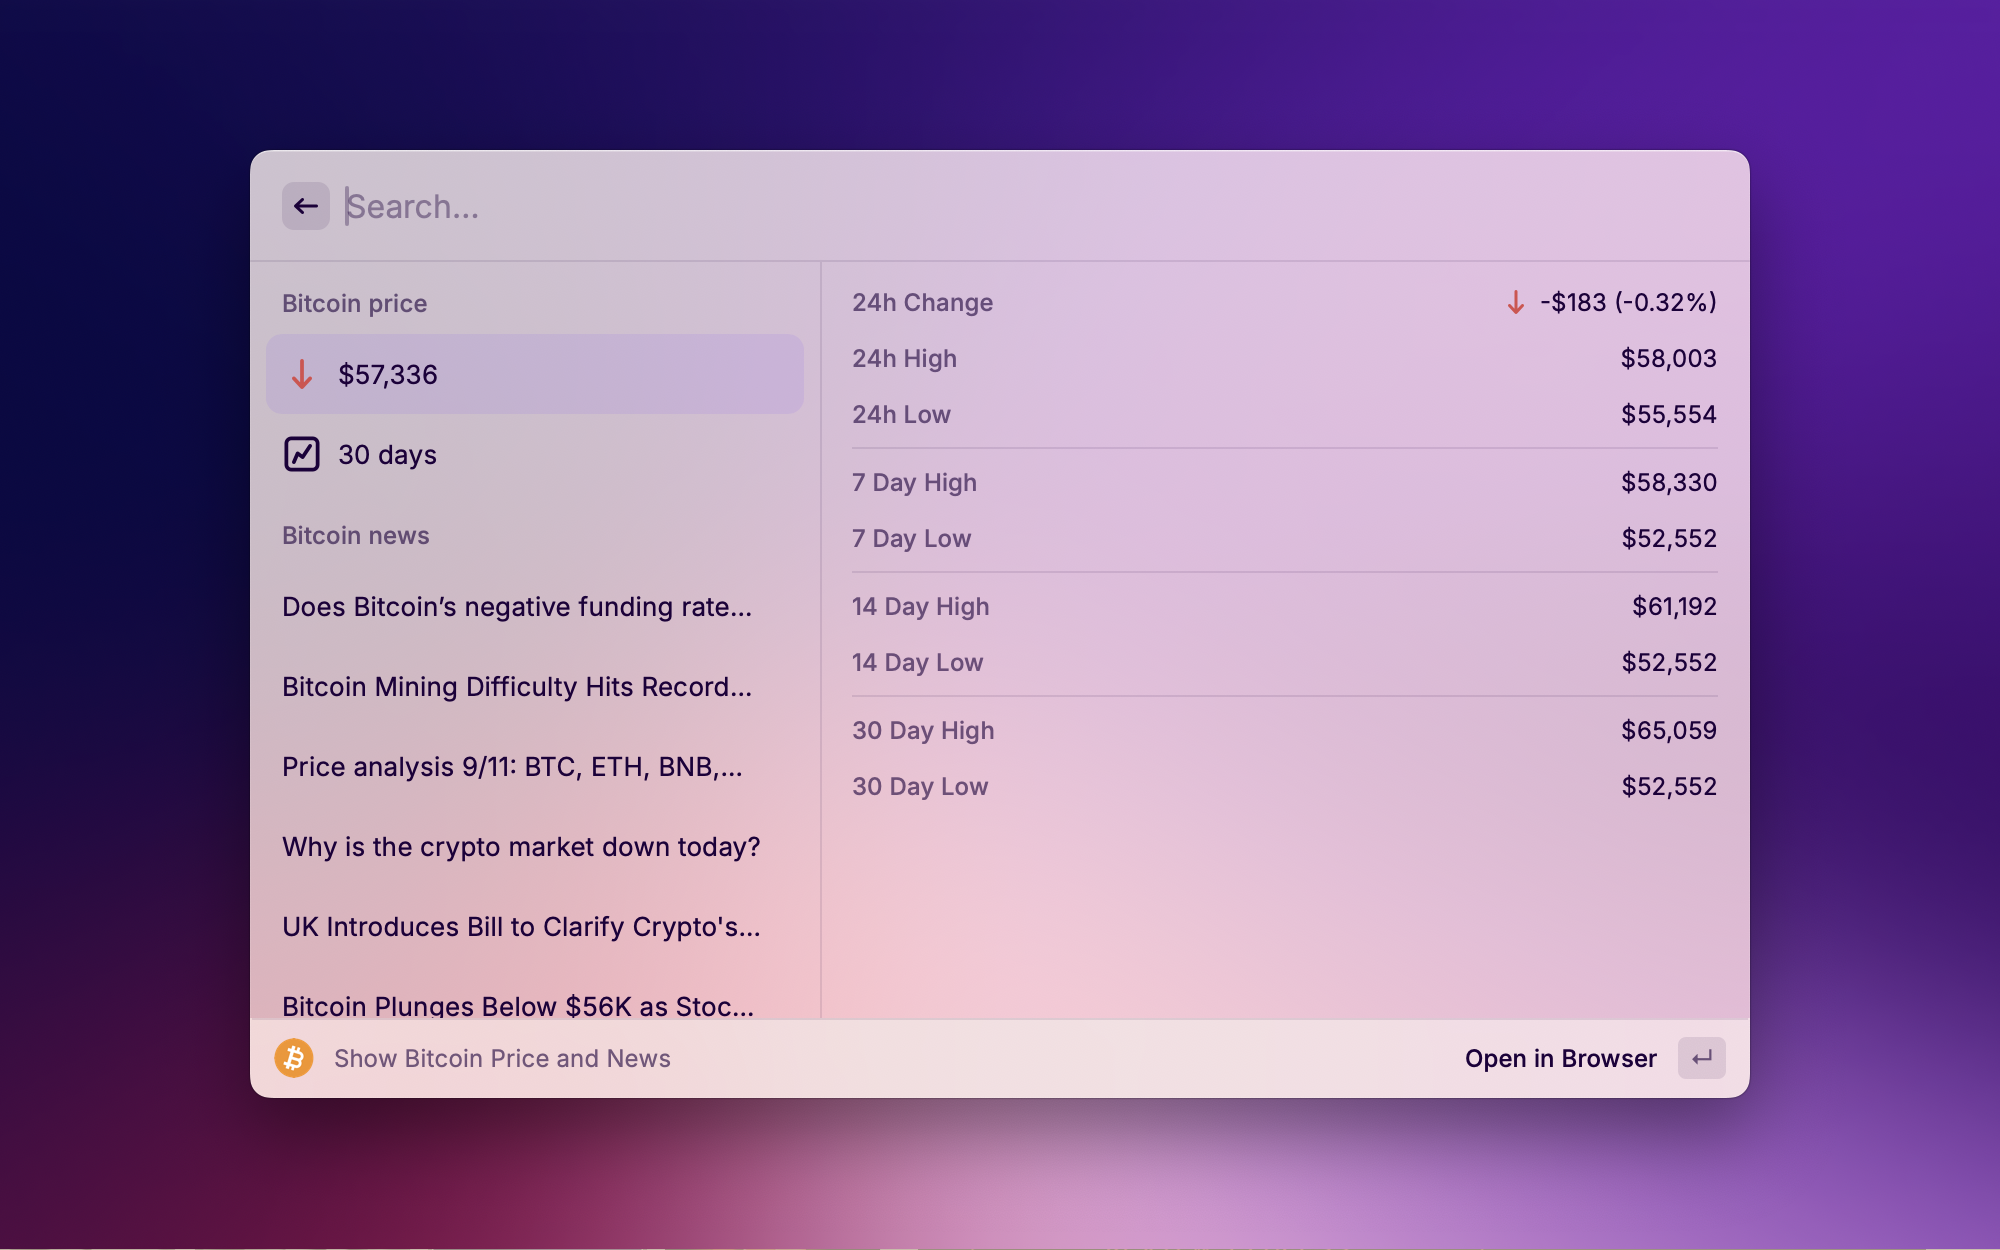 Search...
Bitcoin price
$57,336
30 days
Bitcoin news
Does Bitcoin’s negative funding rate...
Bitcoin Mining Difficulty Hits Record...
Price analysis 9/11: BTC, ETH, BNB,...
Why is the crypto market down today?
UK Introduces Bill to Clarify Crypto's...
Bitcoin Plunges Below $56K as Stoc...
24h Change -$183 (-0.32%)
24h High $58,003
24h Low $55,554
7 Day High $58,330
7 Day Low $52,552
14 Day High $61,192
14 Day Low $52,552
30 Day High $65,059
30 Day Low $52,552
Show Bitcoin Price and News
Open in Browser